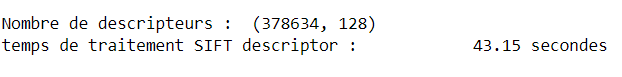 Nombre de descripteurs :  (378634, 128)
temps de traitement SIFT descriptor :            43.15 secondes